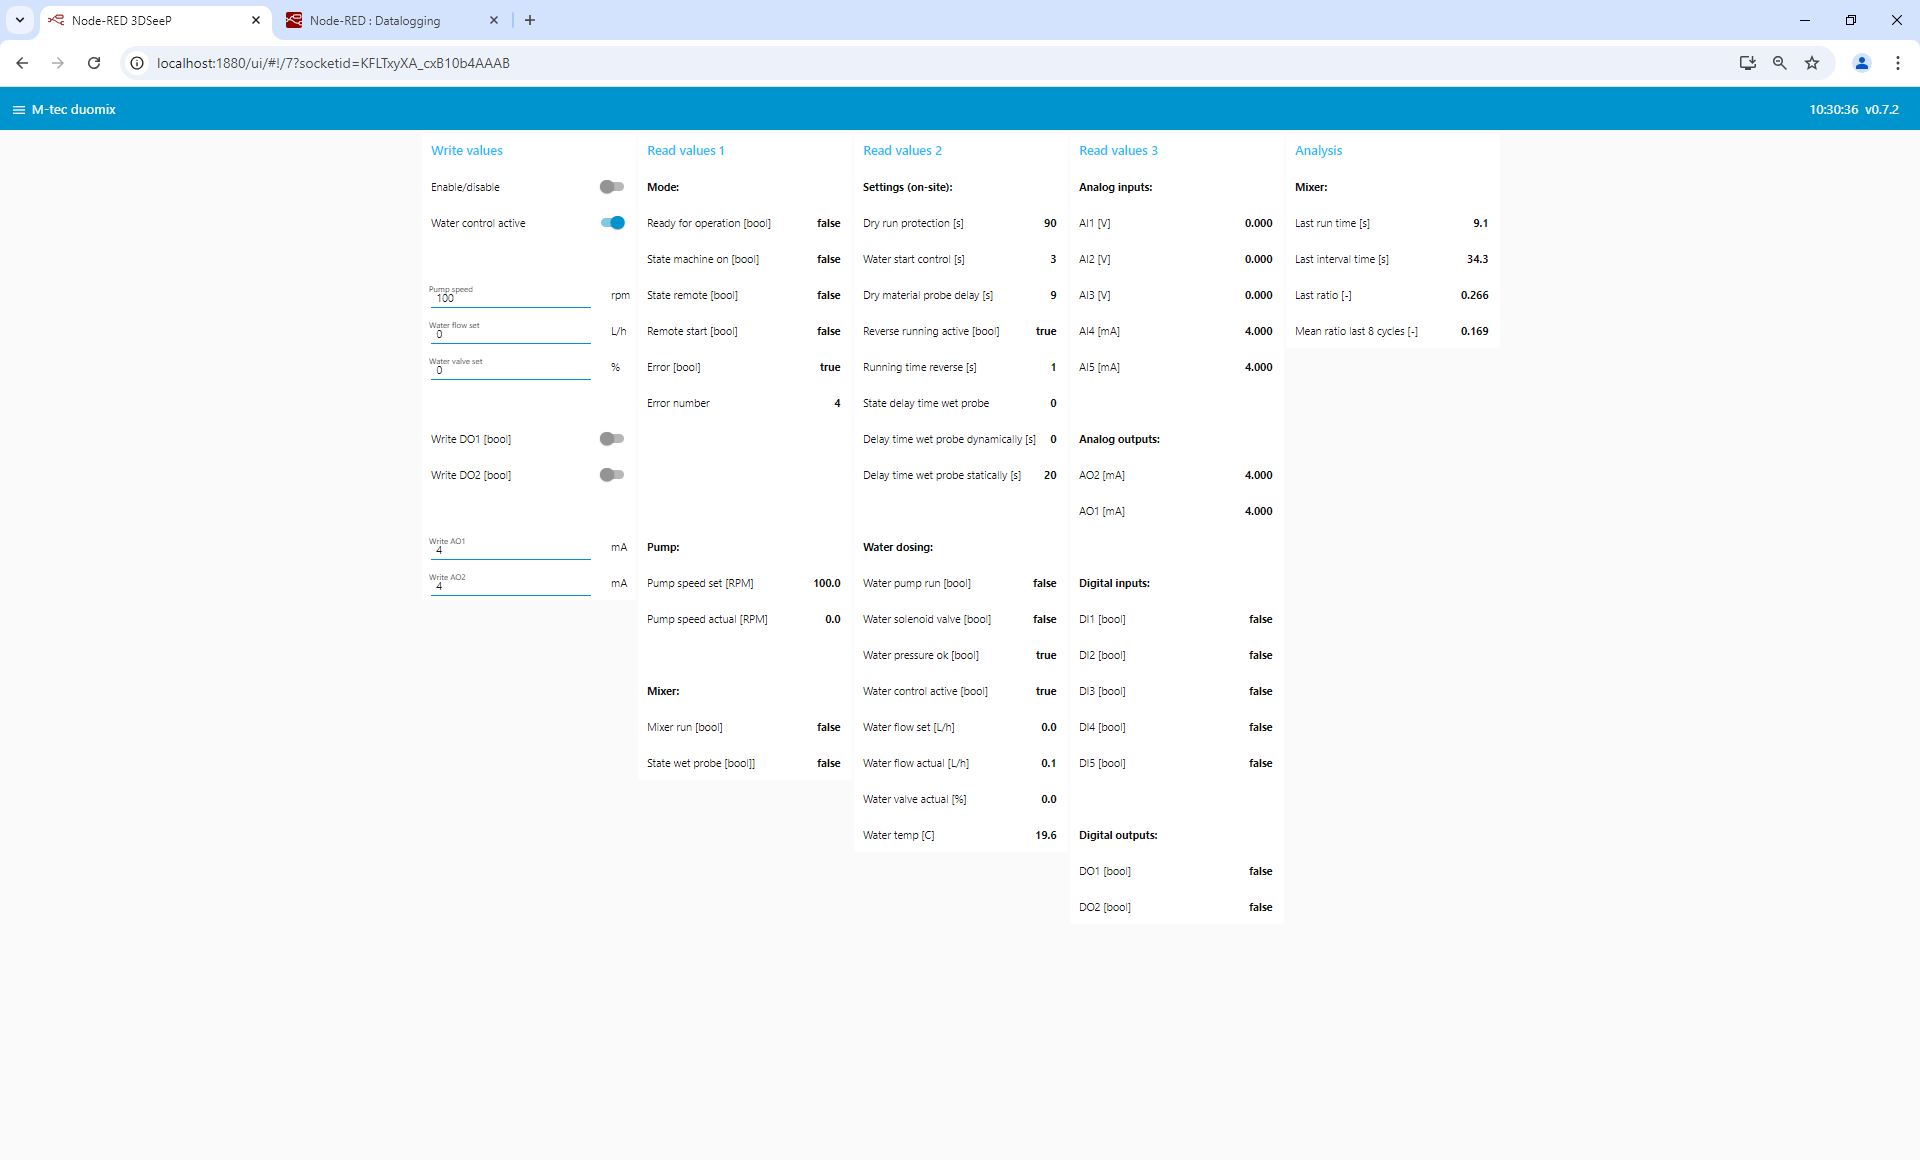 Node-RED 3DSeeP
Node-RED : Datalogging
localhost:1880/ui/#!/7?socketid=KFLTxyXA_cxB10b4AAAB
M-tec duomix
10:30:36 v0.7.2
Write values
Enable/disable
Water control active
Pump speed
100 rpm
Water flow set
0 L/h
Water valve set
0 %
Write DO1 [bool]
Write DO2 [bool]
Write AO1
4 mA
Write AO2
4 mA
Read values 1
Mode:
Ready for operation [bool] false
State machine on [bool] false
State remote [bool] false
Remote start [bool] false
Error [bool] true
Error number 4
Pump:
Pump speed set [RPM] 100.0
Pump speed actual [RPM] 0.0
Mixer:
Mixer run [bool] false
State wet probe [bool]] false
Read values 2
Settings (on-site):
Dry run protection [s] 90
Water start control [s] 3
Dry material probe delay [s] 9
Reverse running active [bool] true
Running time reverse [s] 1
State delay time wet probe 0
Delay time wet probe dynamically [s] 0
Delay time wet probe statically [s] 20
Water dosing:
Water pump run [bool] false
Water solenoid valve [bool] false
Water pressure ok [bool] true
Water control active [bool] true
Water flow set [L/h] 0.0
Water flow actual [L/h] 0.1
Water valve actual [%] 0.0
Water temp [C] 19.6
Read values 3
Analog inputs:
AI1 [V] 0.000
AI2 [V] 0.000
AI3 [V] 0.000
AI4 [mA] 4.000
AI5 [mA] 4.000
Analog outputs:
AO2 [mA] 4.000
AO1 [mA] 4.000
Digital inputs:
DI1 [bool] false
DI2 [bool] false
DI3 [bool] false
DI4 [bool] false
DI5 [bool] false
Digital outputs:
DO1 [bool] false
DO2 [bool] false
Analysis
Mixer:
Last run time [s] 9.1
Last interval time [s] 34.3
Last ratio [-] 0.266
Mean ratio last 8 cycles [-] 0.169